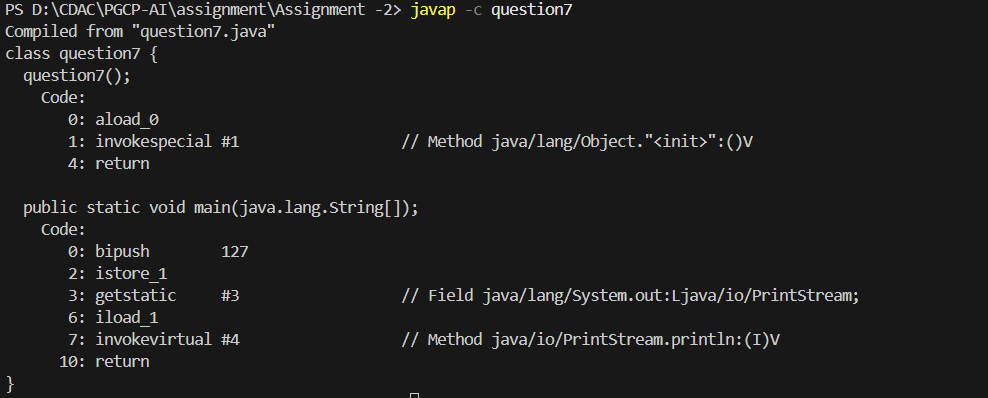 PS D:\CDAC\PGCP-AI\assignment\Assignment -2> javap -c question7
Compiled from "question7.java"
class question7 {
  question7();
    Code:
       0: aload_0
       1: invokespecial #1                  // Method java/lang/Object."<init>":()V
       4: return

  public static void main(java.lang.String[]);
    Code:
       0: bipush        127
       2: istore_1
       3: getstatic     #3                  // Field java/lang/System.out:Ljava/io/PrintStream;
       6: iload_1
       7: invokevirtual #4                  // Method java/io/PrintStream.println:(I)V
      10: return
}